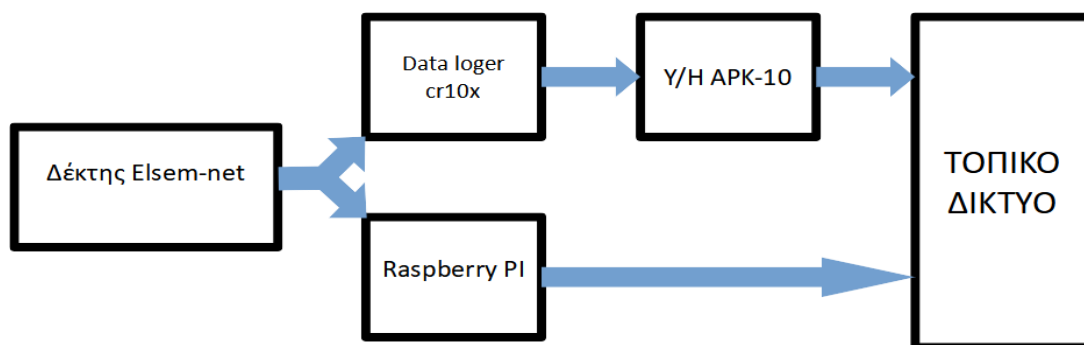 Δέκτης Elsem-net
Data loger
cr10x
Υ/Η ΑΡΚ-10
Raspberry PI
ΤΟΠΙΚΟ
ΔΙΚΤΥΟ